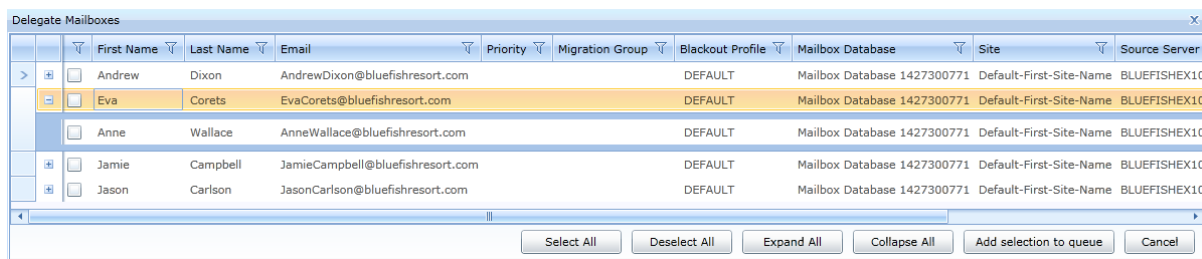 Delegate Mailboxes X
First Name Last Name Email Priority Migration Group Blackout Profile Mailbox Database Site Source Server
Andrew Dixon AndrewDixon@bluefishresort.com DEFAULT Mailbox Database 1427300771 Default-First-Site-Name BLUEFISHEX10
Eva Corets EvaCorets@bluefishresort.com DEFAULT Mailbox Database 1427300771 Default-First-Site-Name BLUEFISHEX10
Anne Wallace AnneWallace@bluefishresort.com DEFAULT Mailbox Database 1427300771 Default-First-Site-Name BLUEFISHEX10
Jamie Campbell JamieCampbell@bluefishresort.com DEFAULT Mailbox Database 1427300771 Default-First-Site-Name BLUEFISHEX10
Jason Carlson JasonCarlson@bluefishresort.com DEFAULT Mailbox Database 1427300771 Default-First-Site-Name BLUEFISHEX10
Select All Deselect All Expand All Collapse All Add selection to queue Cancel